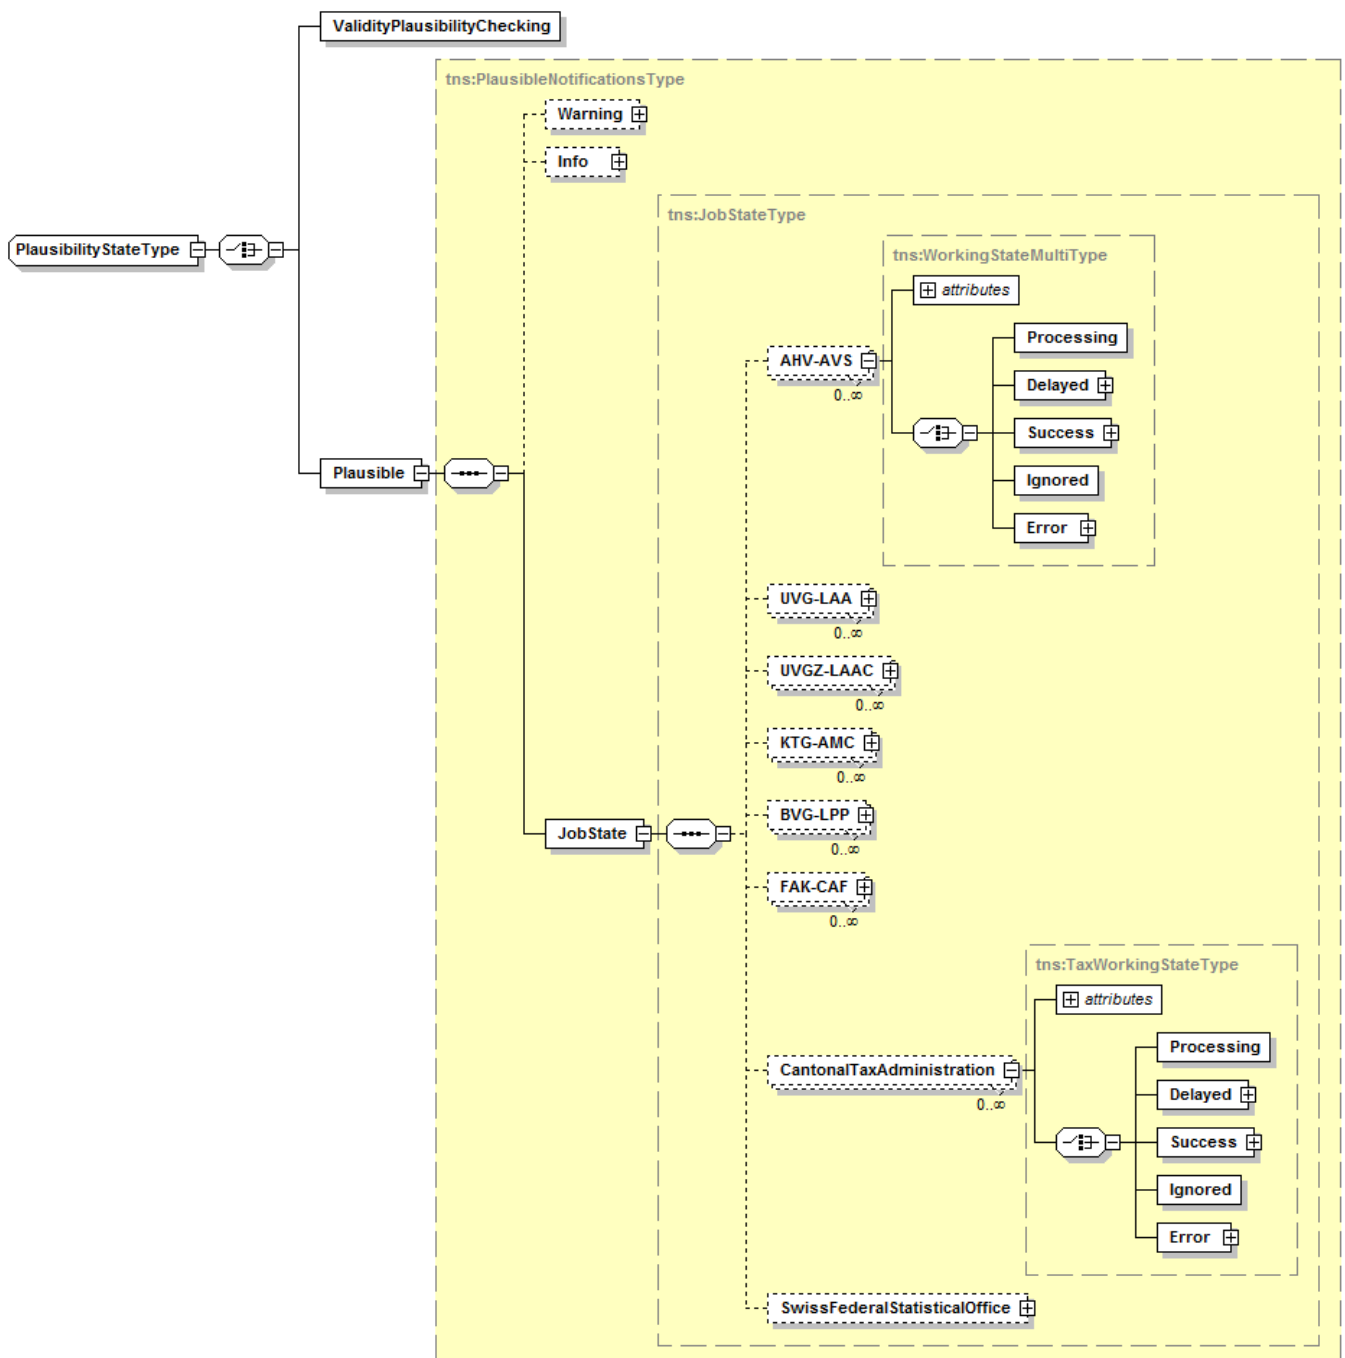 ValidityPlausibilityChecking
tns:PlausibleNotificationsType
Warning
Info
tns:JobStateType
PlausibilityStateType
tns:WorkingStateMultiType
attributes
Processing
AHV-AVS
0..∞
Delayed
Success
Plausible
Ignored
Error
UVG-LAA
0..∞
UVGZ-LAAC
0..∞
KTG-AMC
0..∞
BVG-LPP
JobState
0..∞
FAK-CAF
0..∞
tns:TaxWorkingStateType
attributes
Processing
CantonalTaxAdministration
0..∞
Delayed
Success
Ignored
Error
SwissFederalStatisticalOffice